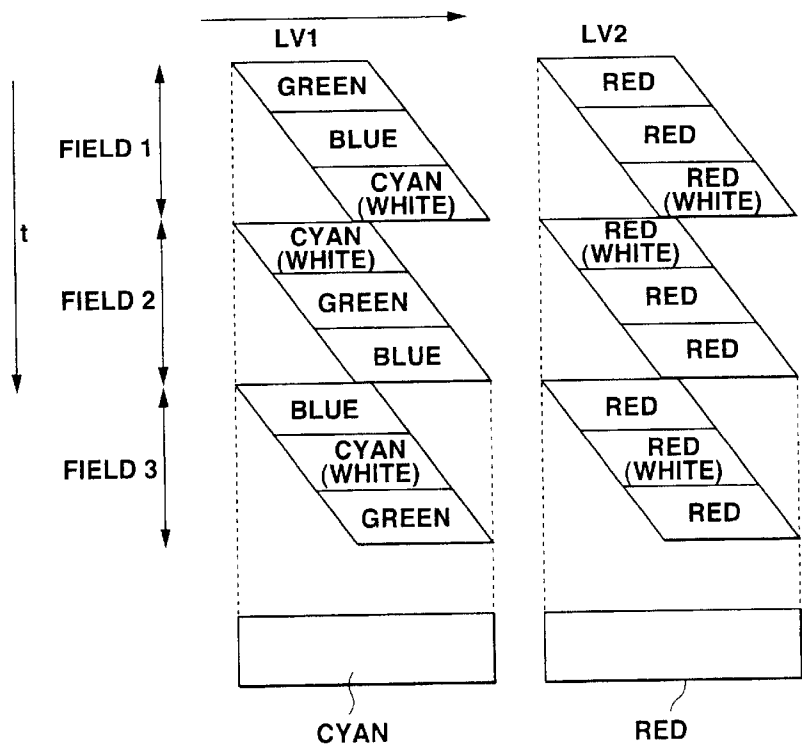 LV1
LV2
GREEN
RED
FIELD 1
BLUE
RED
CYAN
(WHITE)
RED
(WHITE)
t
CYAN
(WHITE)
RED
(WHITE)
FIELD 2
GREEN
RED
BLUE
RED
BLUE
RED
FIELD 3
CYAN
(WHITE)
RED
(WHITE)
GREEN
RED
CYAN
RED